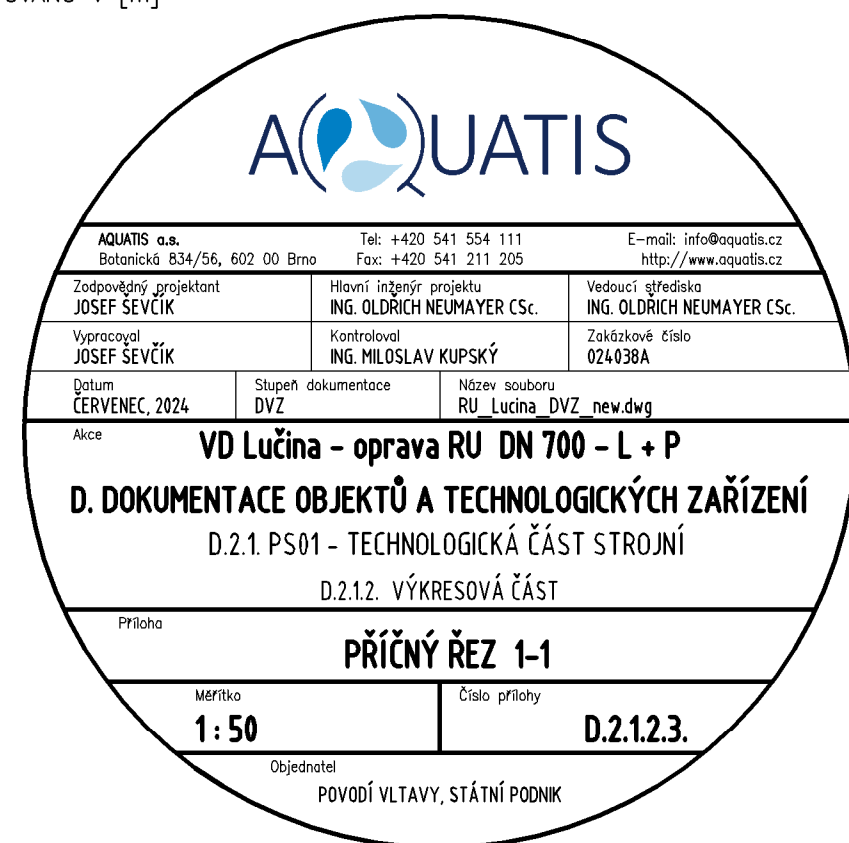 AQUATIS
AQUATIS a.s. Tel: +420 541 554 111 E-mail: info@aquatis.cz
Botanická 834/56, 602 00 Brno Fax: +420 541 211 205 http://www.aquatis.cz
Zodpovědný projektant Hlavní inženýr projektu Vedoucí střediska
JOSEF ŠEVČÍK ING. OLDŘICH NEUMAYER CSc. ING. OLDŘICH NEUMAYER CSc.
Vypracoval Kontroloval Zakázkové číslo
JOSEF ŠEVČÍK ING. MILOSLAV KUPSKÝ 024038A
Datum Stupeň dokumentace Název souboru
ČERVENEC, 2024 DVZ RU_Lucina_DVZ_new.dwg
Akce
VD Lučina - oprava RU DN 700 - L + P
D. DOKUMENTACE OBJEKTŮ A TECHNOLOGICKÝCH ZAŘÍZENÍ
D.2.1. PS01 - TECHNOLOGICKÁ ČÁST STROJNÍ
D.2.1.2. VÝKRESOVÁ ČÁST
Příloha
PŘÍČNÝ ŘEZ 1-1
Měřítko Číslo přílohy
1 : 50 D.2.1.2.3.
Objednatel
POVODÍ VLTAVY, STÁTNÍ PODNIK